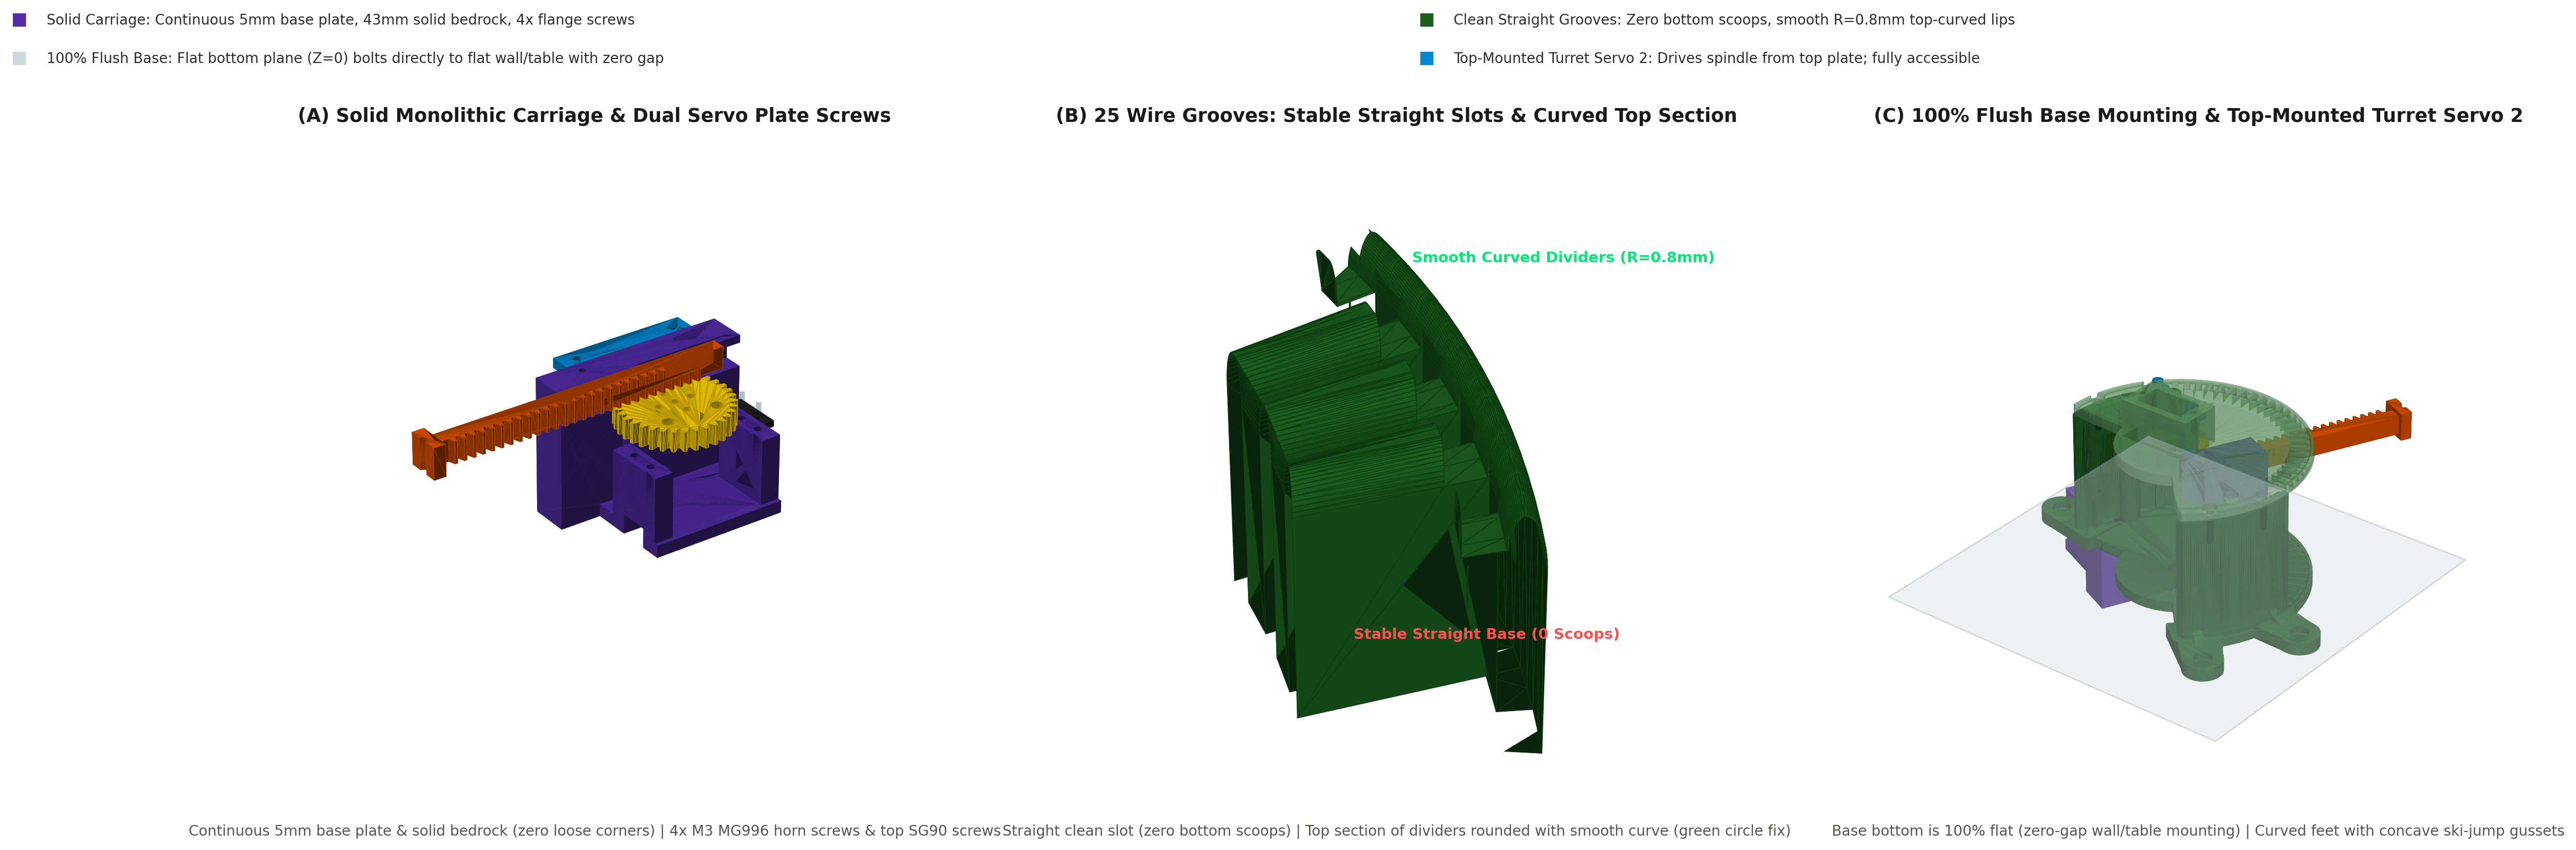 Solid Carriage: Continuous 5mm base plate, 43mm solid bedrock, 4x flange screws
100% Flush Base: Flat bottom plane (Z=0) bolts directly to flat wall/table with zero gap
Clean Straight Grooves: Zero bottom scoops, smooth R=0.8mm top-curved lips
Top-Mounted Turret Servo 2: Drives spindle from top plate; fully accessible
(A) Solid Monolithic Carriage & Dual Servo Plate Screws
(B) 25 Wire Grooves: Stable Straight Slots & Curved Top Section
(C) 100% Flush Base Mounting & Top-Mounted Turret Servo 2
Smooth Curved Dividers (R=0.8mm)
Stable Straight Base (0 Scoops)
Continuous 5mm base plate & solid bedrock (zero loose corners) | 4x M3 MG996 horn screws & top SG90 screws
Straight clean slot (zero bottom scoops) | Top section of dividers rounded with smooth curve (green circle fix)
Base bottom is 100% flat (zero-gap wall/table mounting) | Curved feet with concave ski-jump gussets